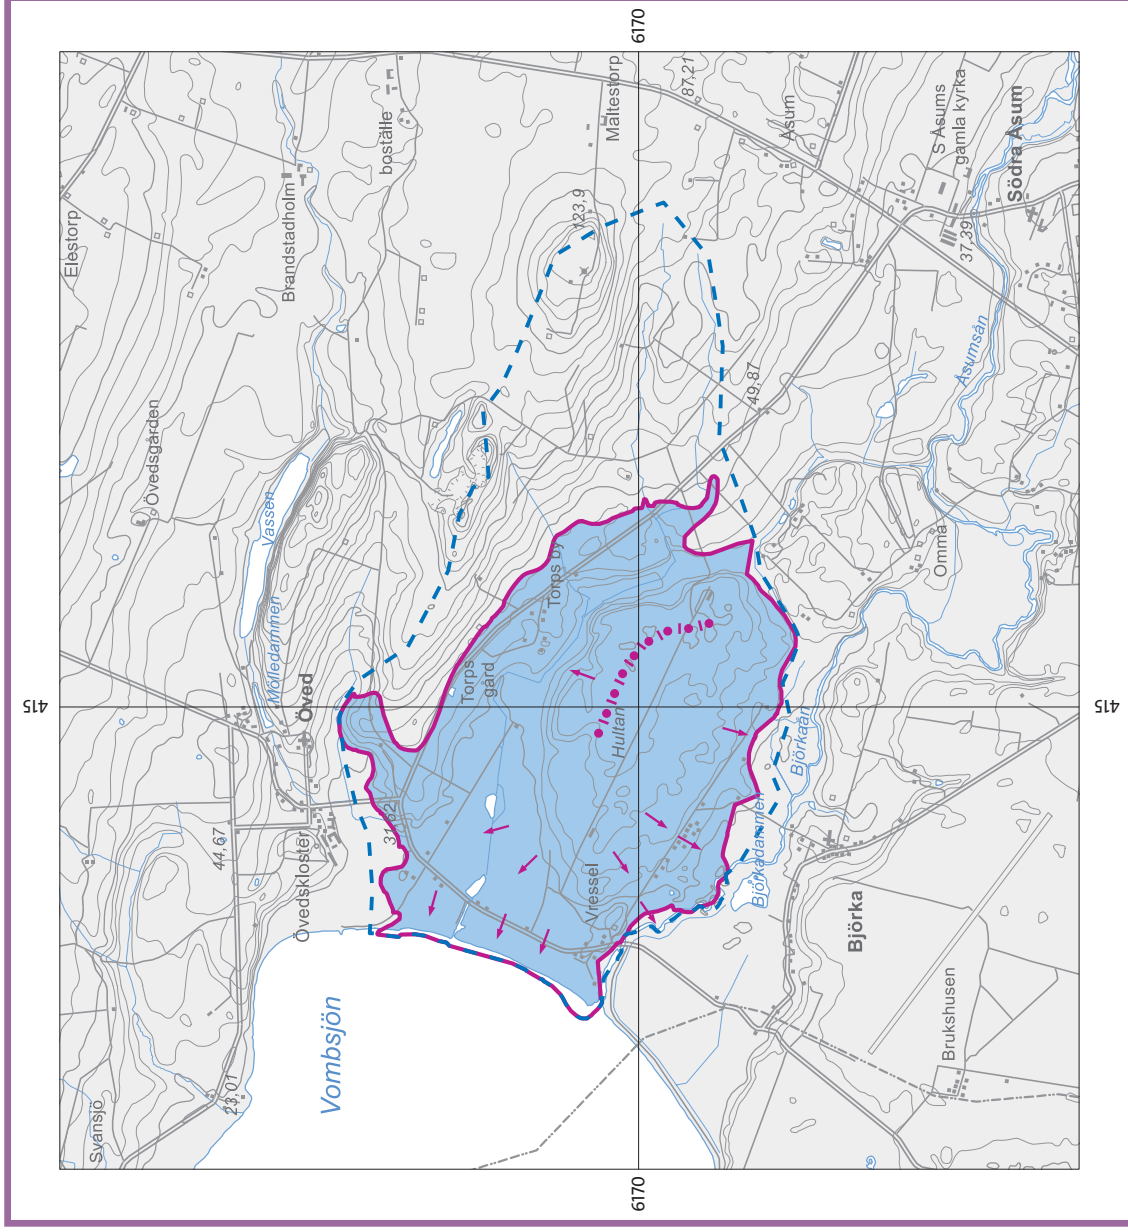 6170
87,21
Maltestorp
Åsum
S Åsums
gamla kyrka
Södra Åsum
boställe
Brandstadholm
Elestorp
123,9
37,39
Åsumsån
49,87
Övedsgården
Vassen
Omma
Torps by
Torps
gård
Mölledammen
Öved
415
415
Hultan
Björkaån
31,62
44,67
Övedskloster
Björkadammen
Vressel
Björka
Vombsjön
Brukshusen
23,01
Svansjö
6170